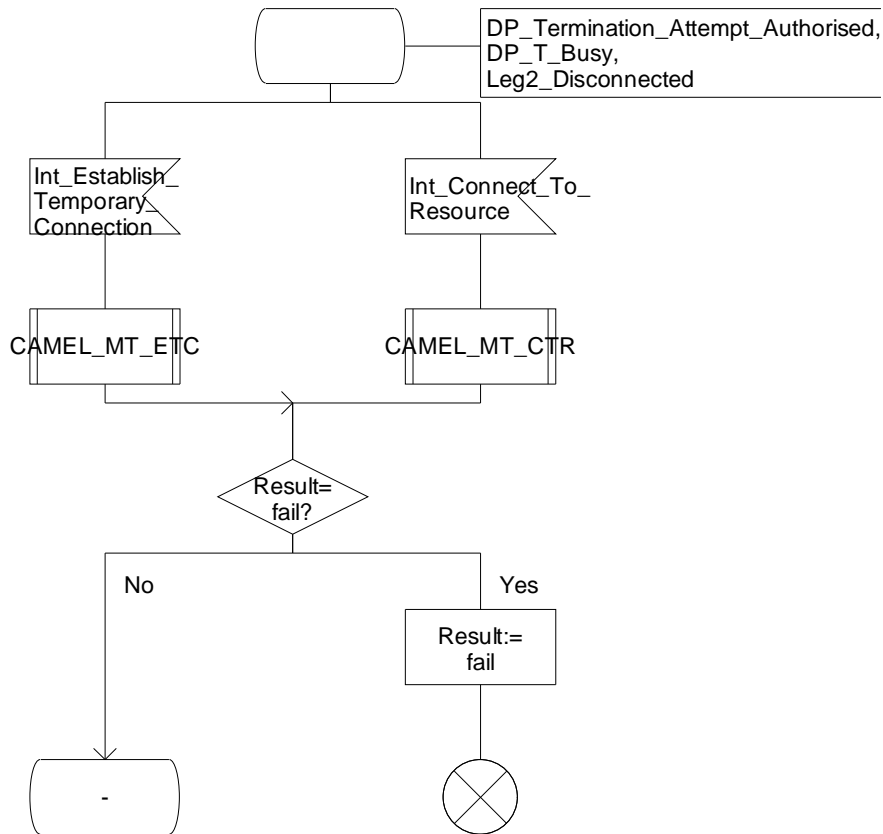 DP_Termination_Attempt_Authorised,
DP_T_Busy,
Leg2_Disconnected
Int_Establish_
Temporary_
Connection
Int_Connect_To_
Resource
CAMEL_MT_ETC
CAMEL_MT_CTR
Result=
fail?
No
Yes
Result:=
fail
-